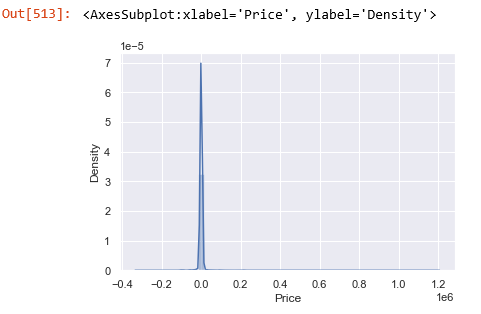 Out[513]: <AxesSubplot:xlabel='Price', ylabel='Density'>
1e−5
7
6
5
4
3
2
1
0
Density
−0.4 −0.2 0.0 0.2 0.4 0.6 0.8 1.0 1.2
Price
1e6